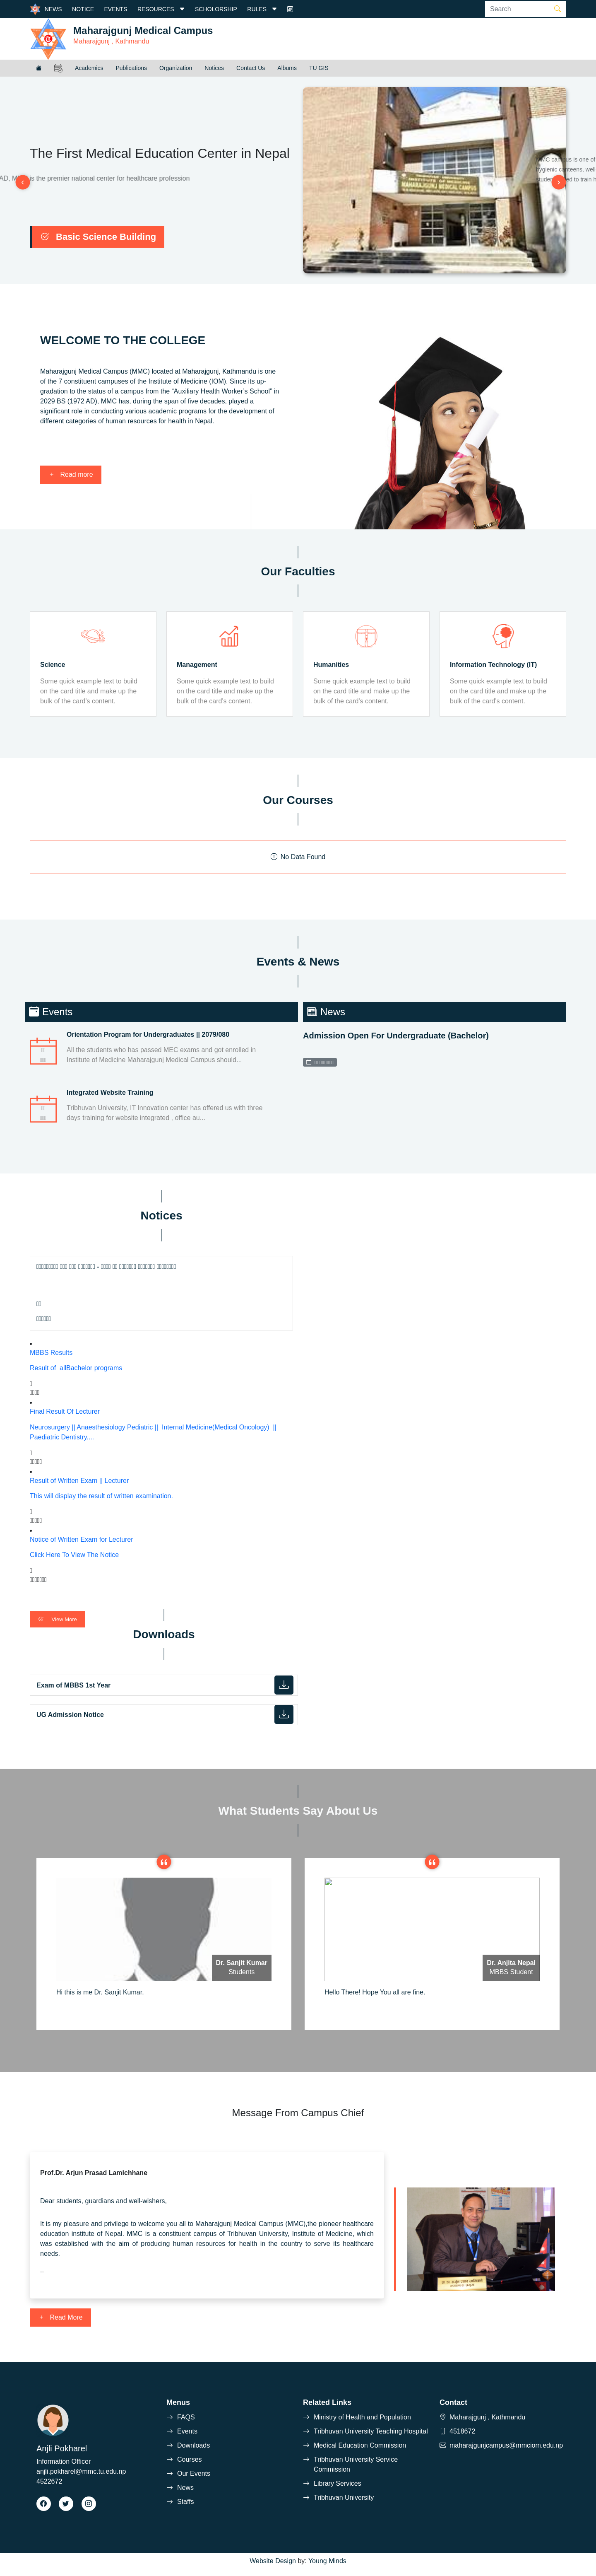 NEWS NOTICE EVENTS RESOURCES SCHOLORSHIP RULES
Search
Maharajgunj Medical Campus
Maharajgunj , Kathmandu
Academics Publications Organization Notices Contact Us Albums TU GIS
The First Medical Education Center in Nepal
is the premier national center for healthcare profession
campus is one of
Basic Science Building
WELCOME TO THE COLLEGE
Maharajgunj Medical Campus (MMC) located at Maharajgunj, Kathmandu is one
of the 7 constituent campuses of the Institute of Medicine (IOM). Since its up-
gradation to the status of a campus from the “Auxiliary Health Worker’s School” in
2029 BS (1972 AD), MMC has, during the span of five decades, played a
significant role in conducting various academic programs for the development of
different categories of human resources for health in Nepal.
Read more
Our Faculties
Science
Some quick example text to build
on the card title and make up the
bulk of the card's content.
Management
Some quick example text to build
on the card title and make up the
bulk of the card's content.
Humanities
Some quick example text to build
on the card title and make up the
bulk of the card's content.
Information Technology (IT)
Some quick example text to build
on the card title and make up the
bulk of the card's content.
Our Courses
No Data Found
Events & News
Events
Orientation Program for Undergraduates || 2079/080
All the students who has passed MEC exams and got enrolled in
Institute of Medicine Maharajgunj Medical Campus should...
Integrated Website Training
Tribhuvan University, IT Innovation center has offered us with three
days training for website integrated , office au...
News
Admission Open For Undergraduate (Bachelor)
Notices
MBBS Results
Result of allBachelor programs
Final Result Of Lecturer
Neurosurgery || Anaesthesiology Pediatric || Internal Medicine(Medical Oncology) ||
Paediatric Dentistry....
Result of Written Exam || Lecturer
This will display the result of written examination.
Notice of Written Exam for Lecturer
Click Here To View The Notice
View More
Downloads
Exam of MBBS 1st Year
UG Admission Notice
What Students Say About Us
Dr. Sanjit Kumar
Students
Hi this is me Dr. Sanjit Kumar.
Dr. Anjita Nepal
MBBS Student
Hello There! Hope You all are fine.
Message From Campus Chief
Prof.Dr. Arjun Prasad Lamichhane
Dear students, guardians and well-wishers,
It is my pleasure and privilege to welcome you all to Maharajgunj Medical Campus (MMC),the pioneer healthcare
education institute of Nepal. MMC is a constituent campus of Tribhuvan University, Institute of Medicine, which
was established with the aim of producing human resources for health in the country to serve its healthcare
needs.
...
Read More
Anjli Pokharel
Information Officer
anjli.pokharel@mmc.tu.edu.np
4522672
Menus
FAQS
Events
Downloads
Courses
Our Events
News
Staffs
Related Links
Ministry of Health and Population
Tribhuvan University Teaching Hospital
Medical Education Commission
Tribhuvan University Service
Commission
Library Services
Tribhuvan University
Contact
Maharajgunj , Kathmandu
4518672
maharajgunjcampus@mmciom.edu.np
Website Design by: Young Minds